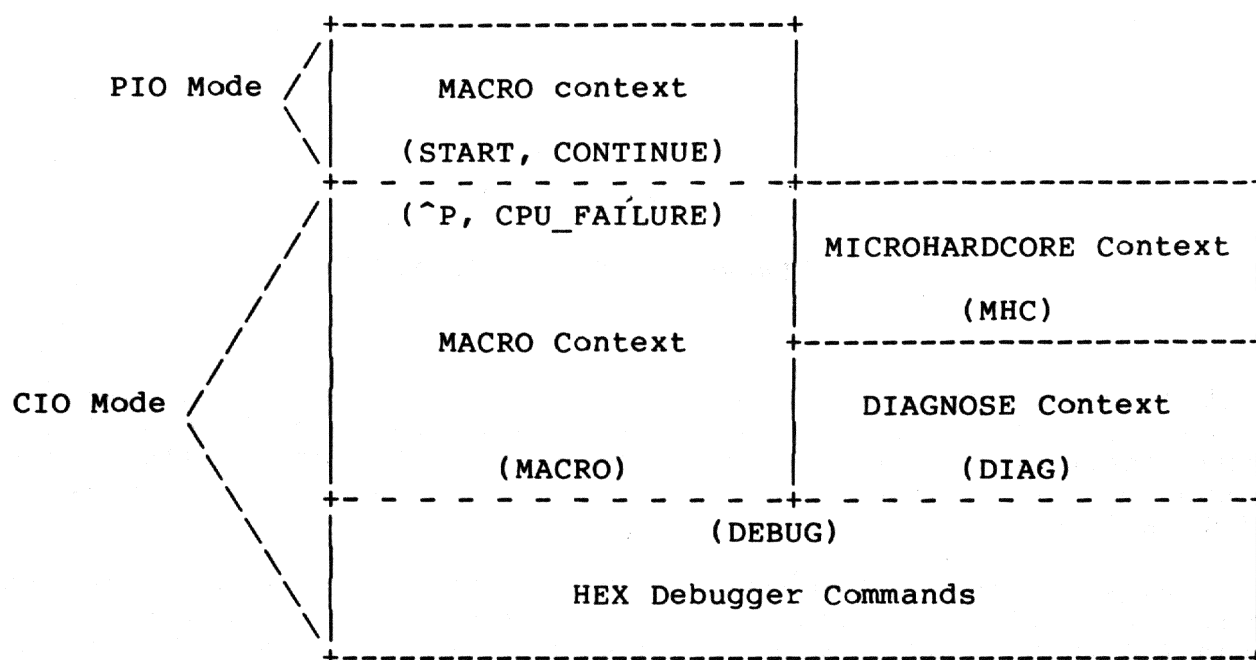 PIO Mode
MACRO context
(START, CONTINUE)
(^P, CPU_FAILURE)
MICROHARDCORE Context
(MHC)
MACRO Context
CIO Mode
DIAGNOSE Context
(MACRO)
(DIAG)
(DEBUG)
HEX Debugger Commands